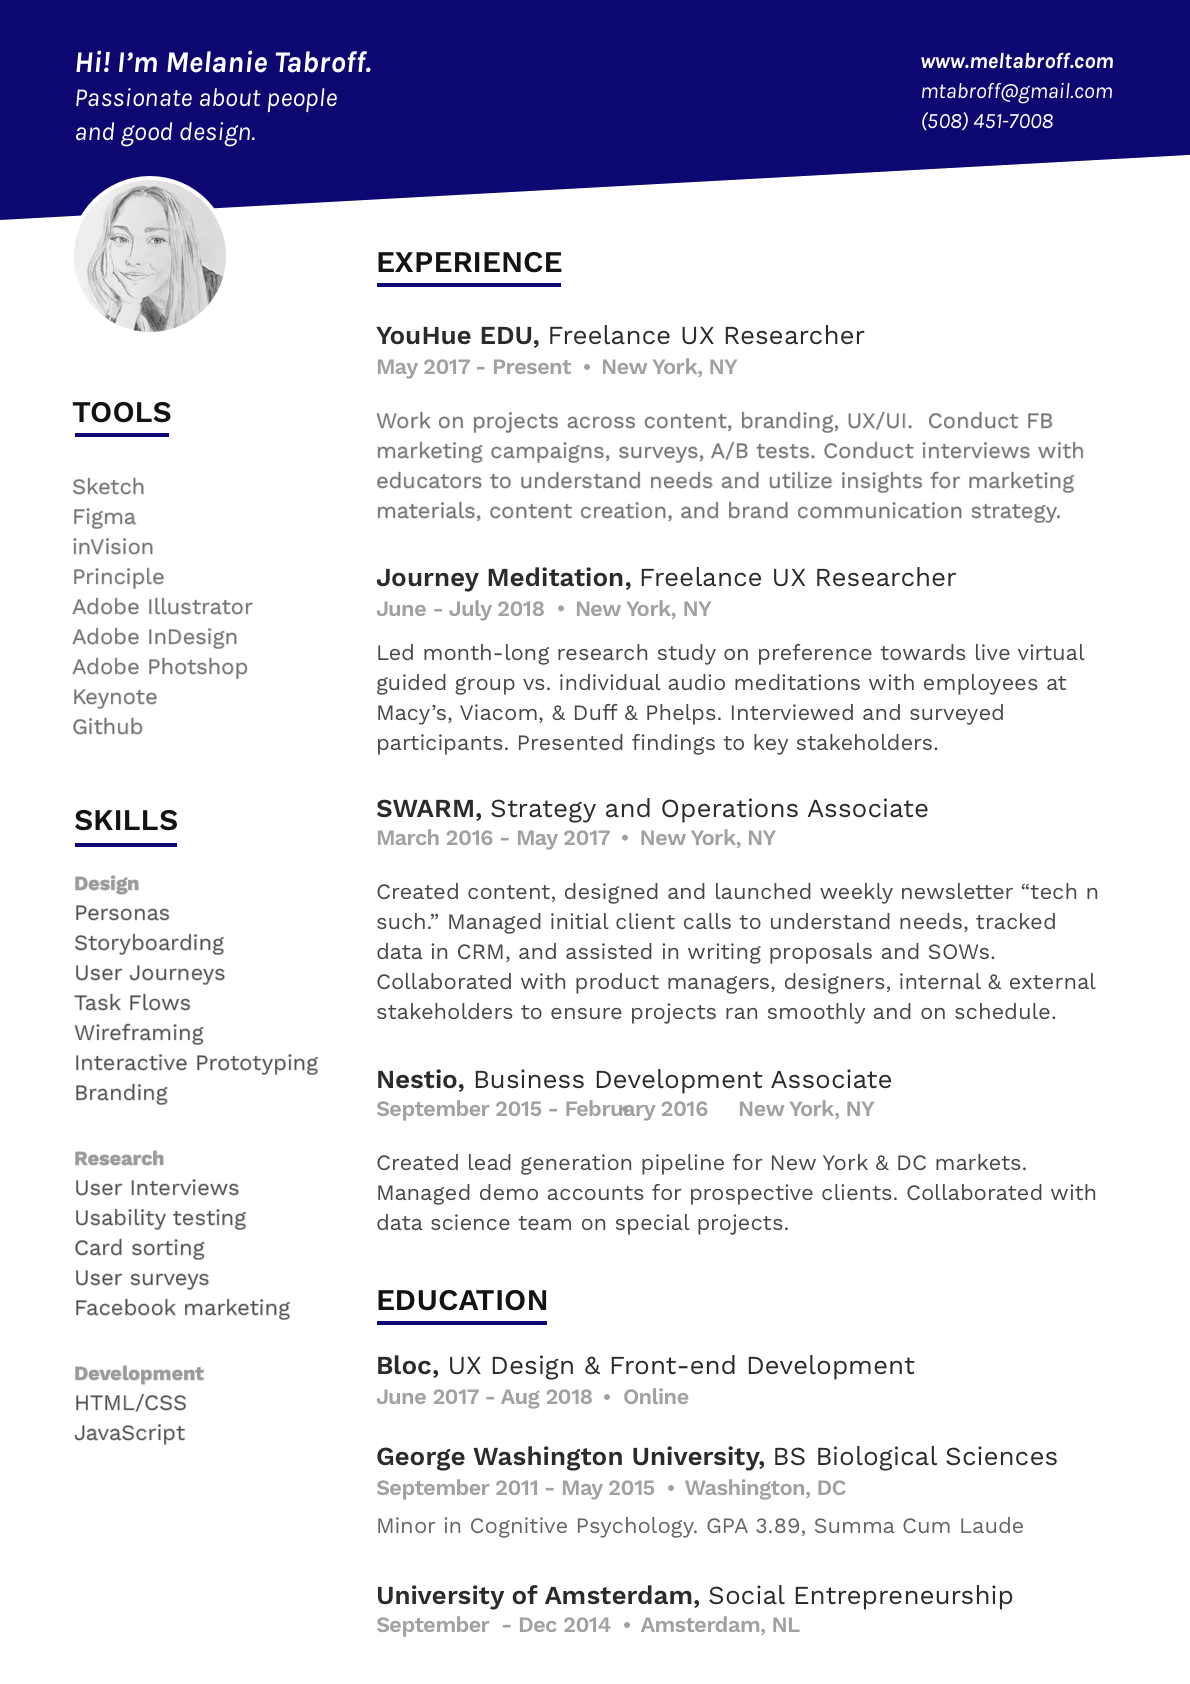 Hi! I’m Melanie Tabroff.
Passionate about people
and good design.
www.meltabroff.com
mtabroff@gmail.com
(508) 451-7008
TOOLS
Sketch
Figma
inVision
Principle
Adobe Illustrator
Adobe InDesign
Adobe Photshop
Keynote
Github
SKILLS
Design
Personas
Storyboarding
User Journeys
Task Flows
Wireframing
Interactive Prototyping
Branding
Research
User Interviews
Usability testing
Card sorting
User surveys
Facebook marketing
Development
HTML/CSS
JavaScript
EXPERIENCE
YouHue EDU, Freelance UX Researcher
May 2017 - Present • New York, NY
Work on projects across content, branding, UX/UI.  Conduct FB
marketing campaigns, surveys, A/B tests. Conduct interviews with
educators to understand needs and utilize insights for marketing
materials, content creation, and brand communication strategy.
Journey Meditation, Freelance UX Researcher
June - July 2018 • New York, NY
Led month-long research study on preference towards live virtual
guided group vs. individual audio meditations with employees at
Macy’s, Viacom, & Duff & Phelps. Interviewed and surveyed
participants. Presented findings to key stakeholders.
SWARM, Strategy and Operations Associate
March 2016 - May 2017 • New York, NY
Created content, designed and launched weekly newsletter “tech n
such.” Managed initial client calls to understand needs, tracked
data in CRM, and assisted in writing proposals and SOWs.
Collaborated with product managers, designers, internal & external
stakeholders to ensure projects ran smoothly and on schedule.
Nestio, Business Development Associate
September 2015 - February 2016 New York, NY
Created lead generation pipeline for New York & DC markets.
Managed demo accounts for prospective clients. Collaborated with
data science team on special projects.
EDUCATION
Bloc, UX Design & Front-end Development
June 2017 - Aug 2018 • Online
George Washington University, BS Biological Sciences
September 2011 - May 2015 • Washington, DC
Minor in Cognitive Psychology. GPA 3.89, Summa Cum Laude
University of Amsterdam, Social Entrepreneurship
September  - Dec 2014 • Amsterdam, NL